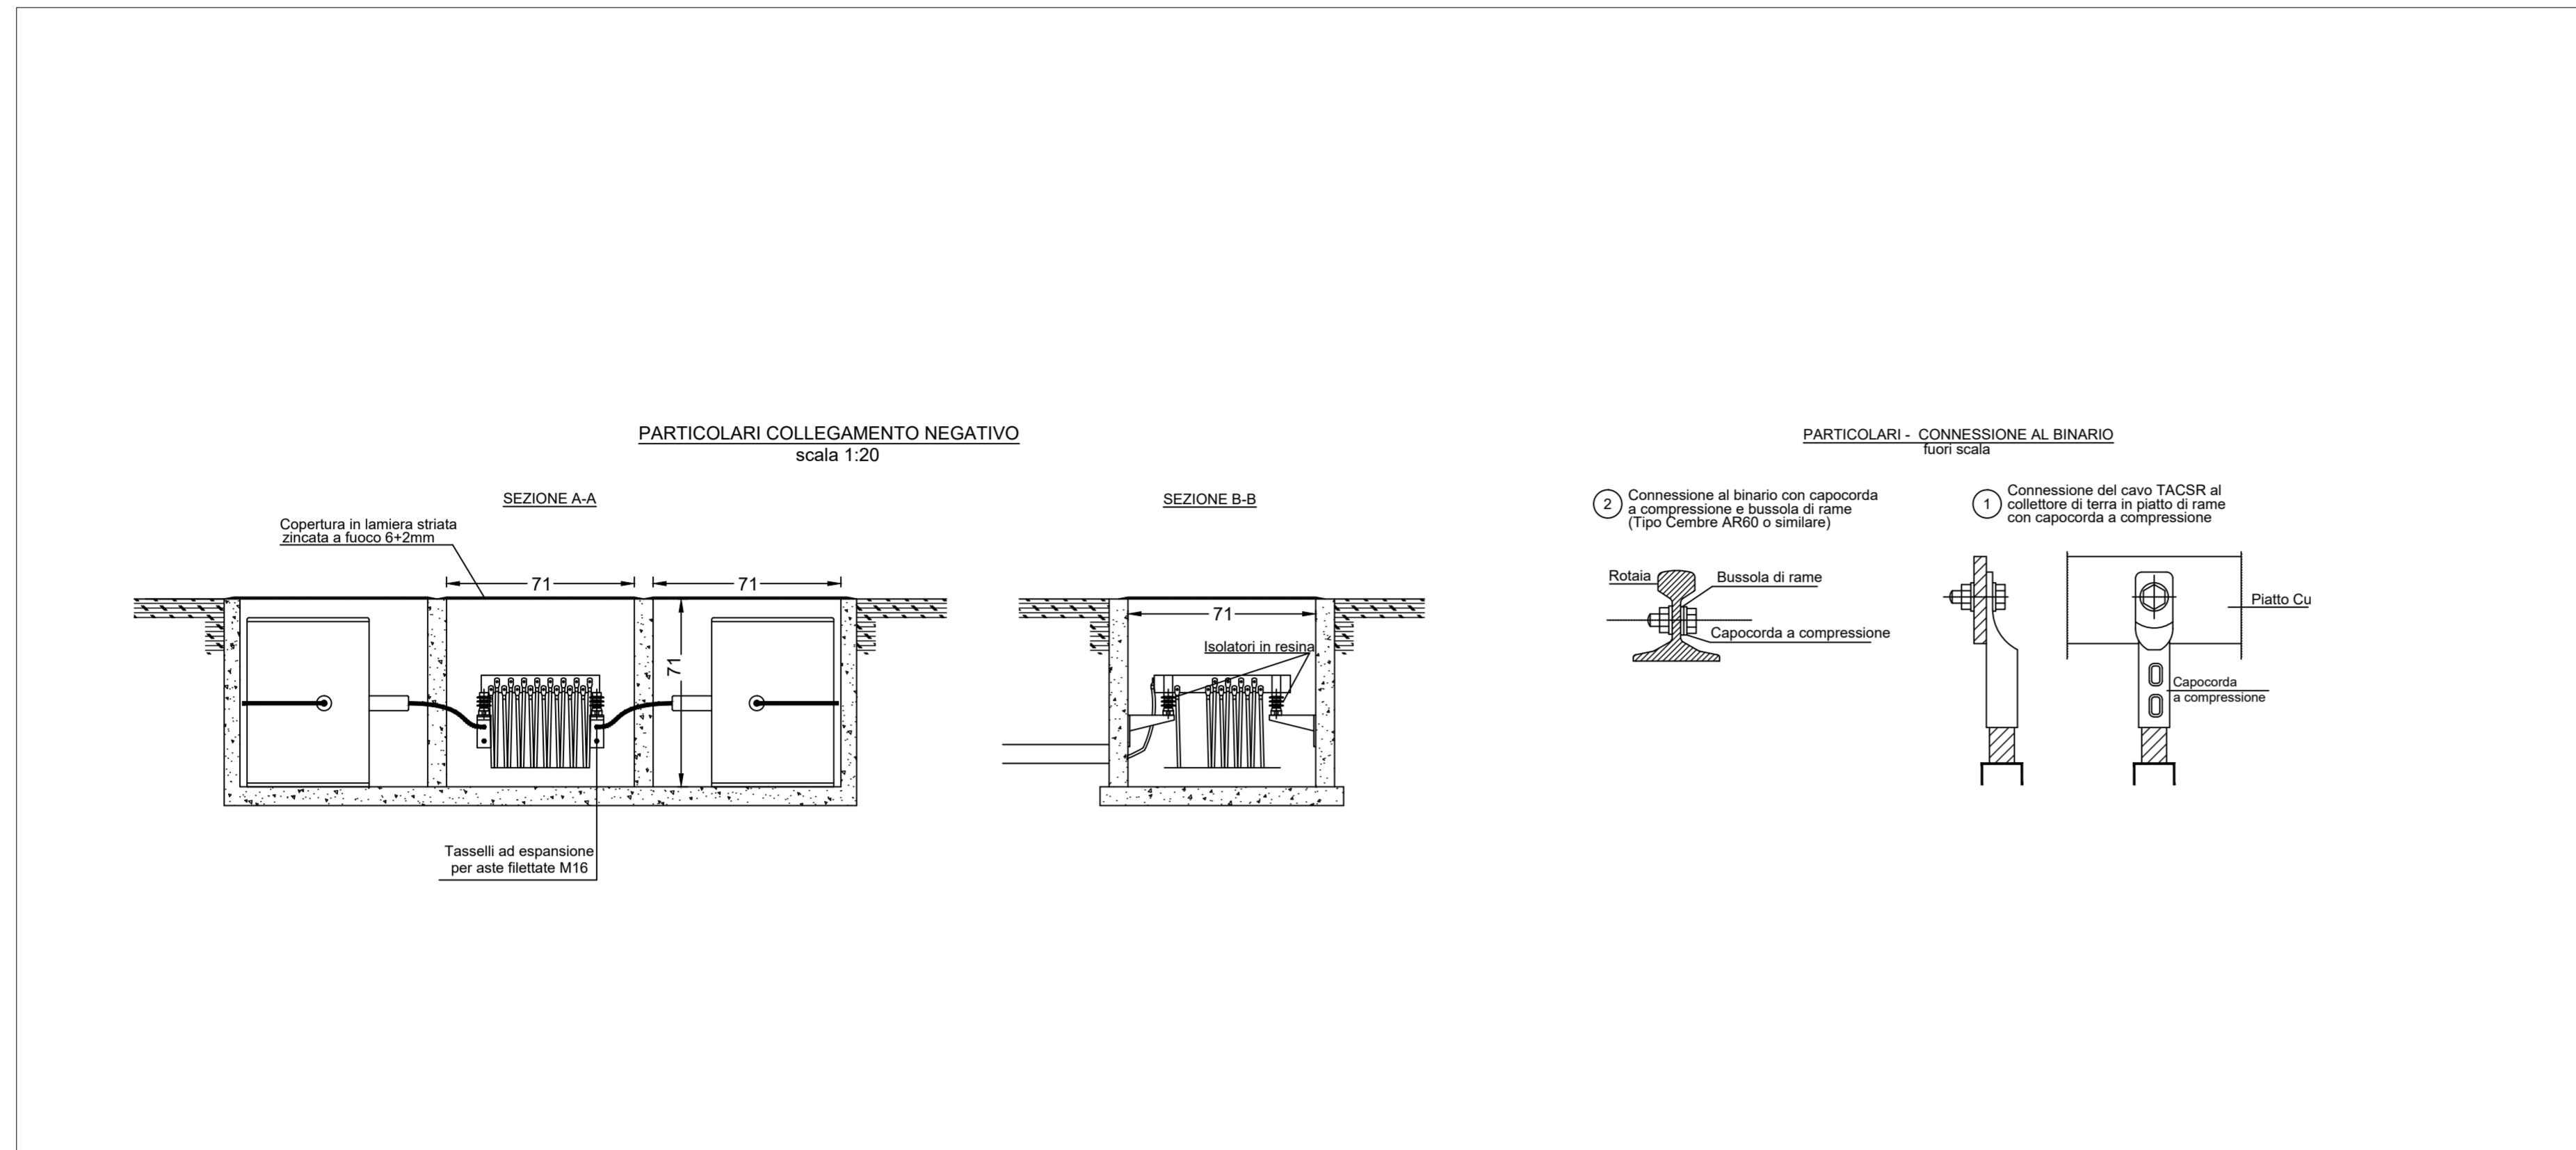 PARTICOLARI COLLEGAMENTO NEGATIVO
scala 1:20
SEZIONE A-A
Copertura in lamiera striata
zincata a fuoco 6+2mm
71
71
71
Tasselli ad espansione
per aste filettate M16
SEZIONE B-B
71
Isolatori in resina
PARTICOLARI - CONNESSIONE AL BINARIO
fuori scala
2
Connessione al binario con capocorda
a compressione e bussola di rame
(Tipo Cembre AR60 o similare)
Rotaia
Bussola di rame
Capocorda a compressione
1
Connessione del cavo TACSR al
collettore di terra in piatto di rame
con capocorda a compressione
Piatto Cu
Capocorda
a compressione